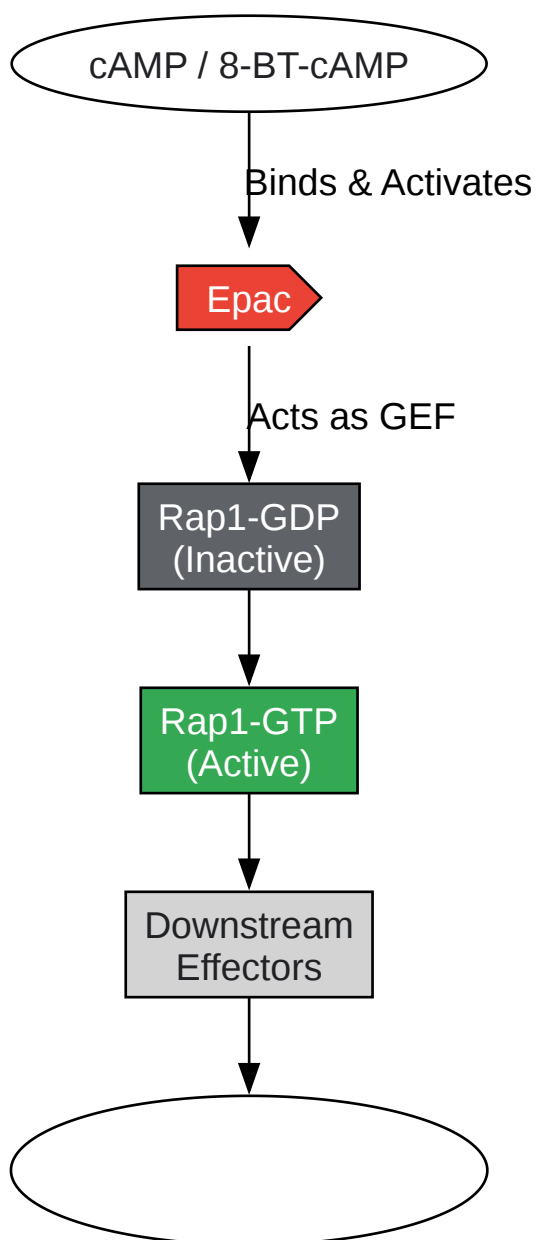 cAMP / 8-BT-cAMP
Binds & Activates
Epac
Acts as GEF
Rap1-GDP
(Inactive)
Rap1-GTP
(Active)
Downstream
Effectors